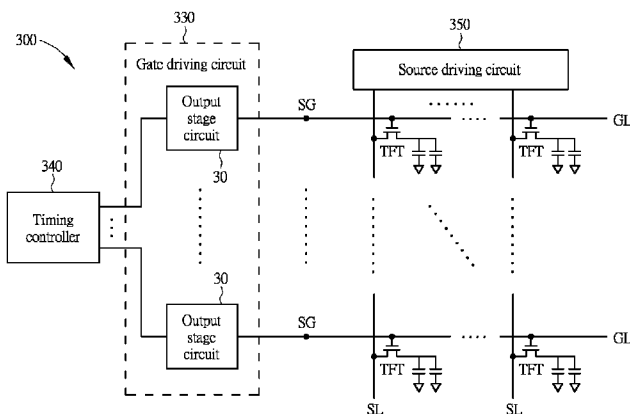 300
330
350
Gate driving circuit
Source driving circuit
Output
stage
circuit
SG
GL
TFT
TFT
30
340
Timing
controller
30
Output
stage
circuit
SG
GL
TFT
TFT
SL
SL